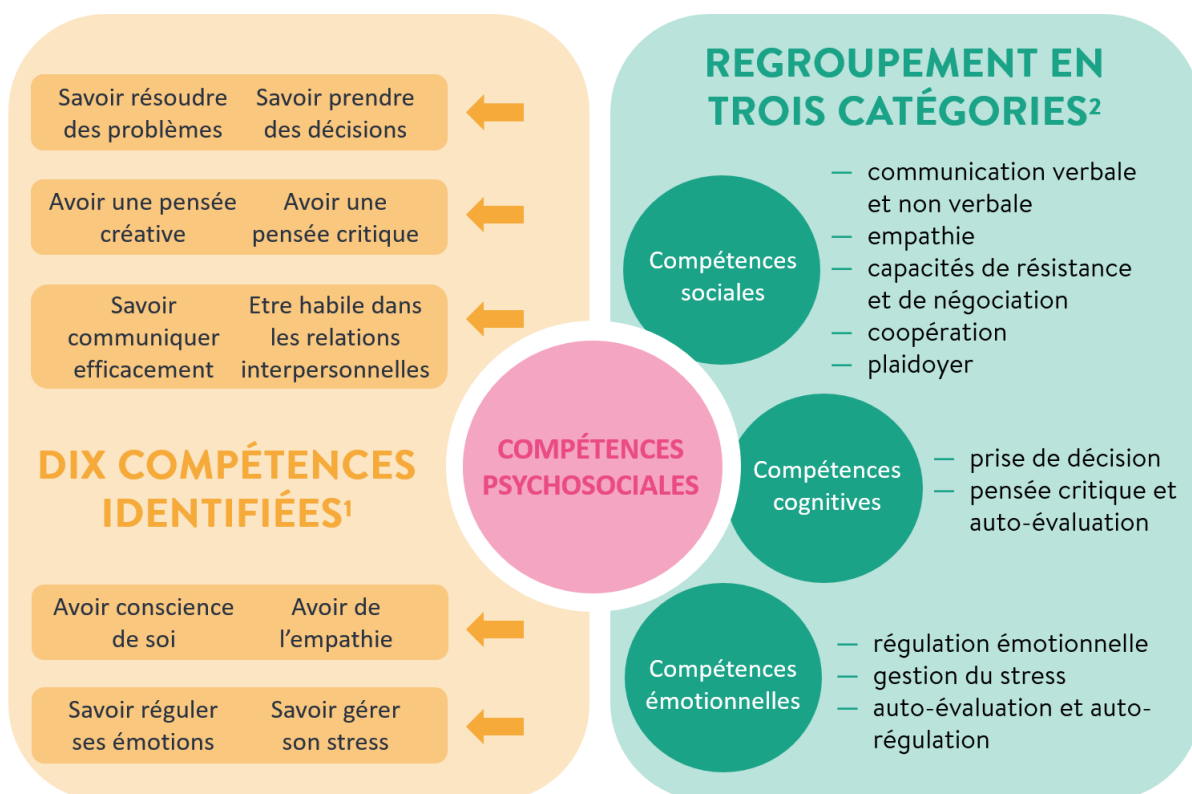 Savoir résoudre
des problèmes
Savoir prendre
des décisions
Avoir une pensée
créative
Avoir une
pensée critique
Savoir
communiquer
efficacement
Etre habile dans
les relations
interpersonnelles
DIX COMPÉTENCES
IDENTIFIÉES¹
Avoir conscience
de soi
Avoir de
l’empathie
Savoir réguler
ses émotions
Savoir gérer
son stress
COMPÉTENCES
PSYCHOSOCIALES
REGROUPEMENT EN
TROIS CATÉGORIES²
Compétences
sociales
— communication verbale
et non verbale
— empathie
— capacités de résistance
et de négociation
— coopération
— plaidoyer
Compétences
cognitives
— prise de décision
— pensée critique et
auto-évaluation
Compétences
émotionnelles
— régulation émotionnelle
— gestion du stress
— auto-évaluation et auto-
régulation